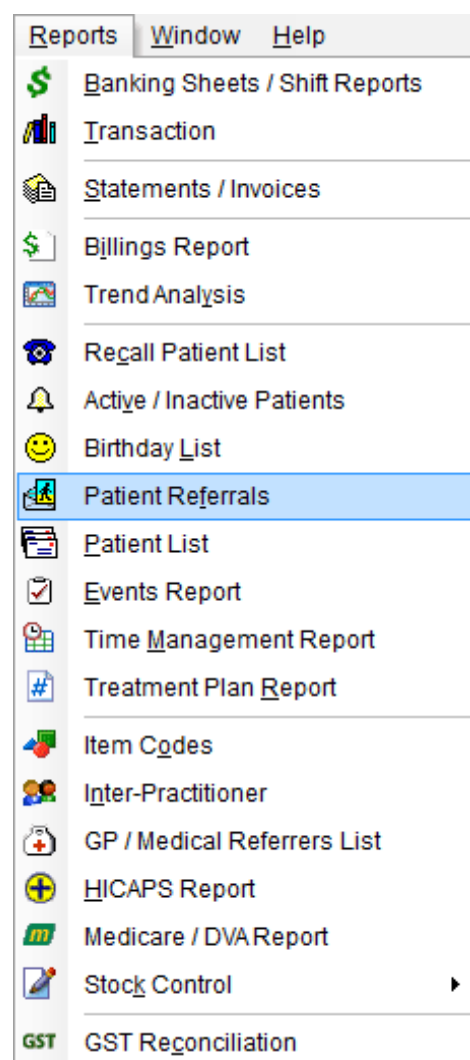 Reports Window Help
Banking Sheets / Shift Reports
Transaction
Statements / Invoices
$ Billings Report
Trend Analysis
Recall Patient List
Active / Inactive Patients
Birthday List
Patient Referrals
Patient List
Events Report
Time Management Report
# Treatment Plan Report
Item Codes
Inter-Practitioner
GP / Medical Referrers List
HICAPS Report
m Medicare / DVA Report
Stock Control
GST GST Reconciliation